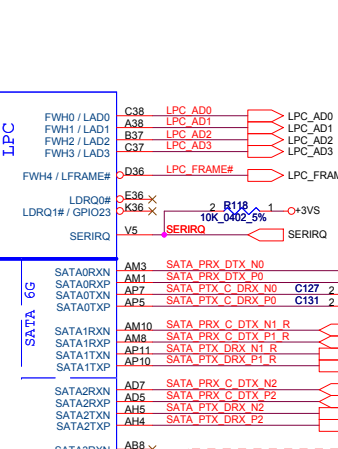 LPC
FWH0 / LAD0 C38 LPC_AD0 LPC_AD0
FWH1 / LAD1 A38 LPC_AD1 LPC_AD1
FWH2 / LAD2 B37 LPC_AD2 LPC_AD2
FWH3 / LAD3 C37 LPC_AD3 LPC_AD3
FWH4 / LFRAME# D36 LPC_FRAME# LPC_FRAM
LDRQ0# E36
LDRQ1# / GPIO23 K36
2 R118 1 +3VS
10K_0402_5%
SERIRQ V5 SERIRQ SERIRQ
SATA 6G
SATA0RXN AM3 SATA_PRX_DTX_N0
SATA0RXP AM1 SATA_PRX_DTX_P0
SATA0TXN AP7 SATA_PTX_C_DRX_N0 C127 2
SATA0TXP AP5 SATA_PTX_C_DRX_P0 C131 2
SATA1RXN AM10 SATA_PRX_C_DTX_N1_R
SATA1RXP AM8 SATA_PRX_C_DTX_P1_R
SATA1TXN AP11 SATA_PTX_DRX_N1_R
SATA1TXP AP10 SATA_PTX_DRX_P1_R
SATA2RXN AD7 SATA_PRX_C_DTX_N2
SATA2RXP AD5 SATA_PRX_C_DTX_P2
SATA2TXN AH5 SATA_PTX_DRX_N2
SATA2TXP AH4 SATA_PTX_DRX_P2
AB8